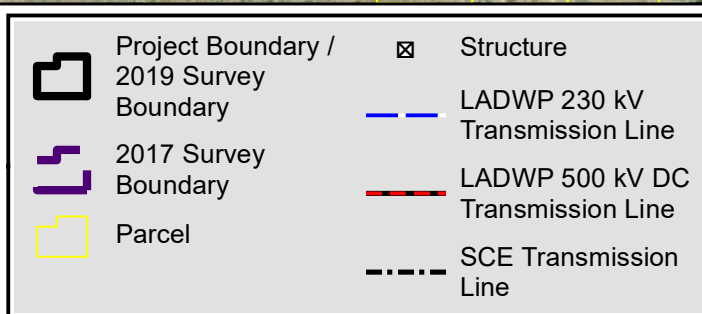 Project Boundary /
2019 Survey
Boundary
2017 Survey
Boundary
Parcel
Structure
LADWP 230 kV
Transmission Line
LADWP 500 kV DC
Transmission Line
SCE Transmission
Line